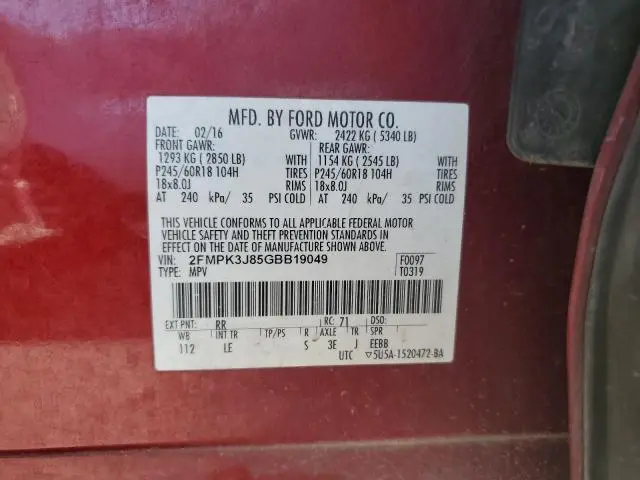 MFD. BY FORD MOTOR CO.
DATE: 02/16 GVWR: 2422 KG ( 5340 LB)
FRONT GAWR: REAR GAWR:
1293 KG ( 2850 LB) WITH 1154 KG ( 2545 LB) WITH
P245/60R18 104H TIRES P245/60R18 104H TIRES
18x8.0J RIMS 18x8.0J RIMS
AT 240 kPa/ 35 PSI COLD AT 240 kPa/ 35 PSI COLD
THIS VEHICLE CONFORMS TO ALL APPLICABLE FEDERAL MOTOR
VEHICLE SAFETY AND THEFT PREVENTION STANDARDS IN
EFFECT ON THE DATE OF MANUFACTURE SHOWN ABOVE.
VIN: 2FMPK3J85GBB19049 F0097
TYPE: MPV T0319
EXT PNT: RR RC: 71 DSO:
WB INT TR TP/PS R AXLE TR SPR
112 LE S 3E J EEBB
UTC ▽5U5A-1520472-BA